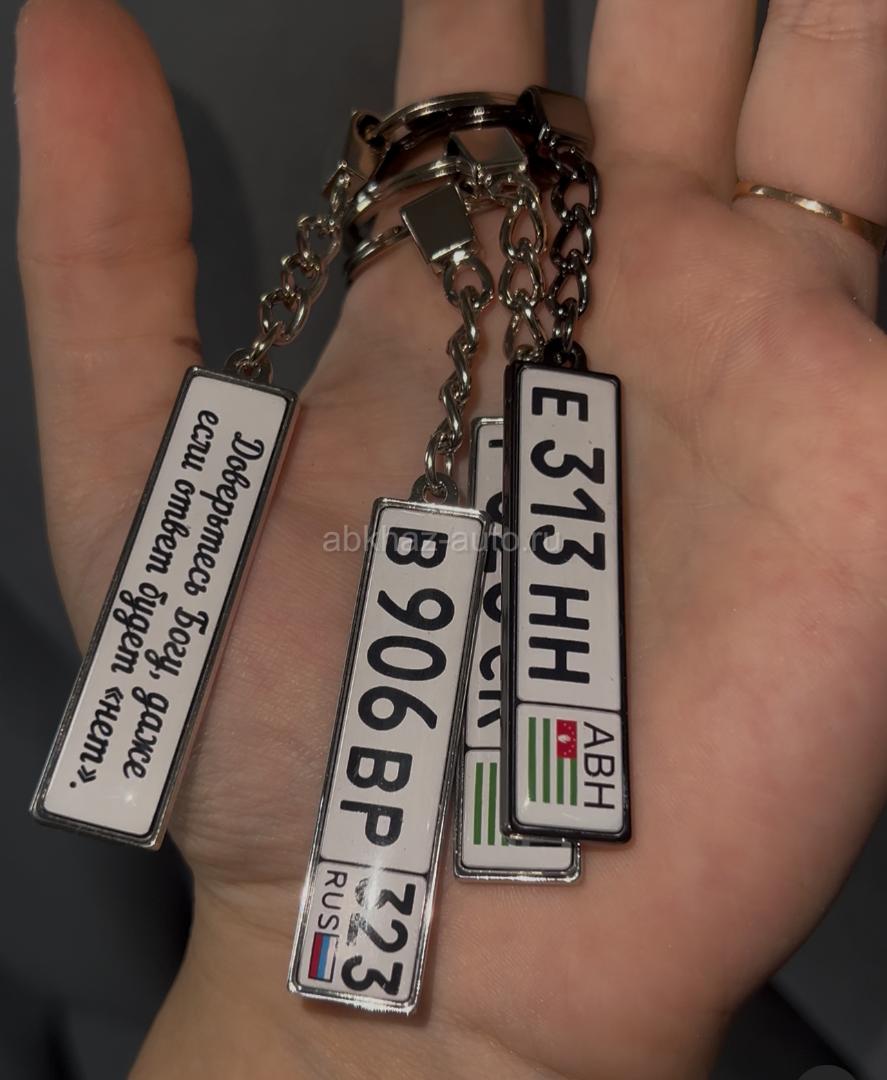 Доверьтесь Богу, даже
если ответ будет «нет».
В 906 ВР 323
RUS
Е 313 НН
АВН
abkhaz-auto.ru